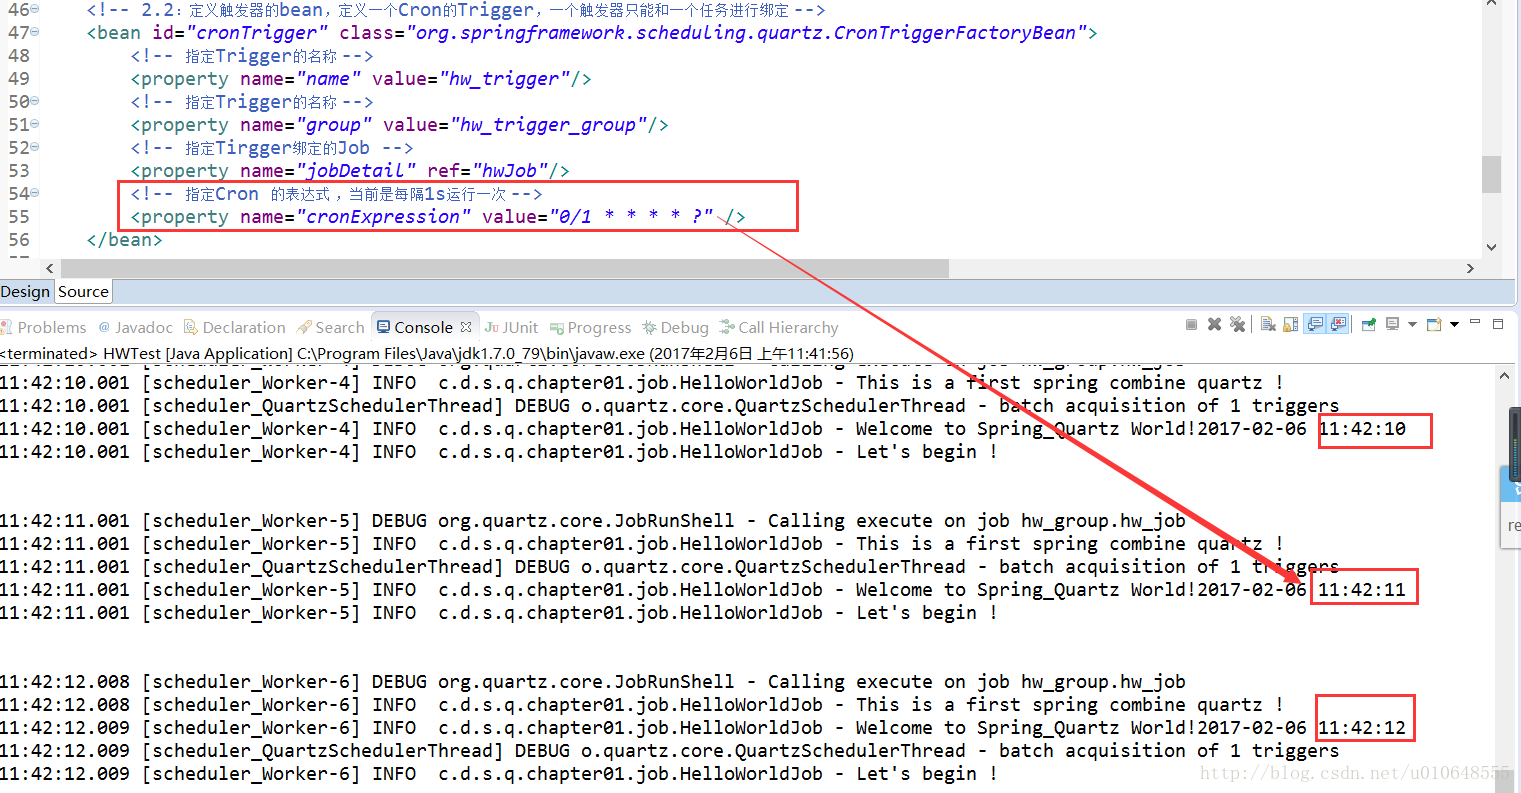 46 <!-- 2.2：定义触发器的bean，定义一个Cron的Trigger，一个触发器只能和一个任务进行绑定 -->
47 <bean id="cronTrigger" class="org.springframework.scheduling.quartz.CronTriggerFactoryBean">
48 <!-- 指定Trigger的名称 -->
49 <property name="name" value="hw_trigger"/>
50 <!-- 指定Trigger的名称 -->
51 <property name="group" value="hw_trigger_group"/>
52 <!-- 指定Tirgger绑定的Job -->
53 <property name="jobDetail" ref="hwJob"/>
54 <!-- 指定Cron 的表达式 ，当前是每隔1s运行一次 -->
55 <property name="cronExpression" value="0/1 * * * * ?" />
56 </bean>
Design Source
Problems @ Javadoc Declaration Search Console JUnit Progress Debug Call Hierarchy
<terminated> HWTest [Java Application] C:\Program Files\Java\jdk1.7.0_79\bin\javaw.exe (2017年2月6日 上午11:41:56)
11:42:10.001 [scheduler_Worker-4] INFO  c.d.s.q.chapter01.job.HelloWorldJob - This is a first spring combine quartz !
11:42:10.001 [scheduler_QuartzSchedulerThread] DEBUG o.quartz.core.QuartzSchedulerThread - batch acquisition of 1 triggers
11:42:10.001 [scheduler_Worker-4] INFO  c.d.s.q.chapter01.job.HelloWorldJob - Welcome to Spring_Quartz World!2017-02-06 11:42:10
11:42:10.001 [scheduler_Worker-4] INFO  c.d.s.q.chapter01.job.HelloWorldJob - Let's begin !
11:42:11.001 [scheduler_Worker-5] DEBUG org.quartz.core.JobRunShell - Calling execute on job hw_group.hw_job
11:42:11.001 [scheduler_Worker-5] INFO  c.d.s.q.chapter01.job.HelloWorldJob - This is a first spring combine quartz !
11:42:11.001 [scheduler_QuartzSchedulerThread] DEBUG o.quartz.core.QuartzSchedulerThread - batch acquisition of 1 triggers
11:42:11.001 [scheduler_Worker-5] INFO  c.d.s.q.chapter01.job.HelloWorldJob - Welcome to Spring_Quartz World!2017-02-06 11:42:11
11:42:11.001 [scheduler_Worker-5] INFO  c.d.s.q.chapter01.job.HelloWorldJob - Let's begin !
11:42:12.008 [scheduler_Worker-6] DEBUG org.quartz.core.JobRunShell - Calling execute on job hw_group.hw_job
11:42:12.008 [scheduler_Worker-6] INFO  c.d.s.q.chapter01.job.HelloWorldJob - This is a first spring combine quartz !
11:42:12.009 [scheduler_Worker-6] INFO  c.d.s.q.chapter01.job.HelloWorldJob - Welcome to Spring_Quartz World!2017-02-06 11:42:12
11:42:12.009 [scheduler_QuartzSchedulerThread] DEBUG o.quartz.core.QuartzSchedulerThread - batch acquisition of 1 triggers
11:42:12.009 [scheduler_Worker-6] INFO  c.d.s.q.chapter01.job.HelloWorldJob - Let's begin !
http://blog.csdn.net/u010648555